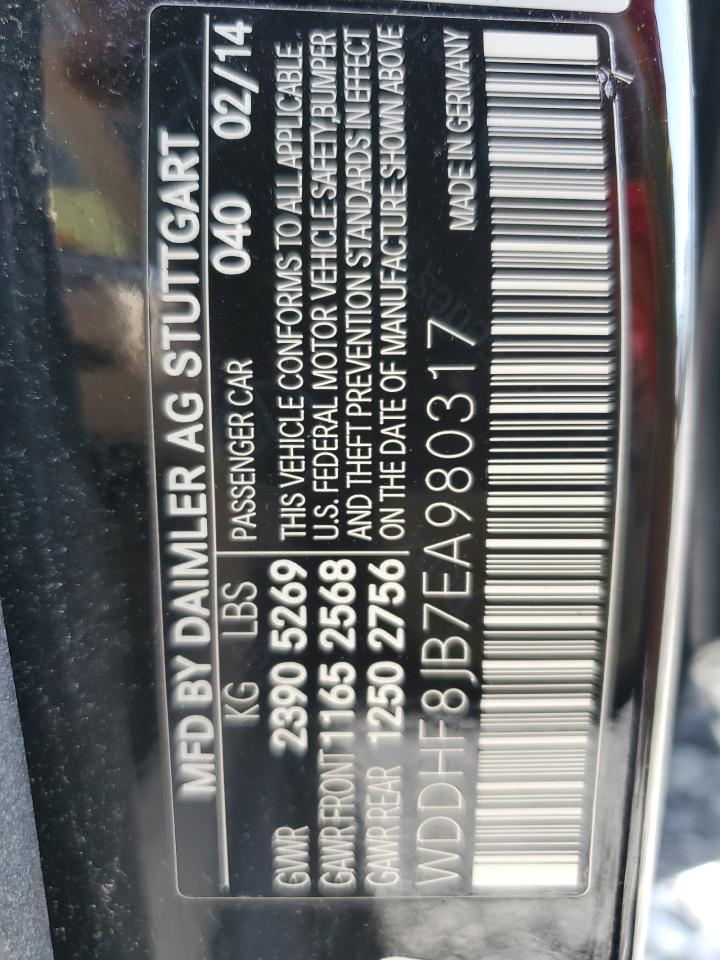 MFD BY DAIMLER AG STUTTGART
KG LBS PASSENGER CAR 040 02/14
GVWR 2390 5269 THIS VEHICLE CONFORMS TO ALL APPLICABLE
GAWR FRONT 1165 2568 U.S. FEDERAL MOTOR VEHICLE SAFETY,BUMPER
AND THEFT PREVENTION STANDARDS IN EFFECT
GAWR REAR 1250 2756 ON THE DATE OF MANUFACTURE SHOWN ABOVE
WDDHF8JB7EA980317 MADE IN GERMANY